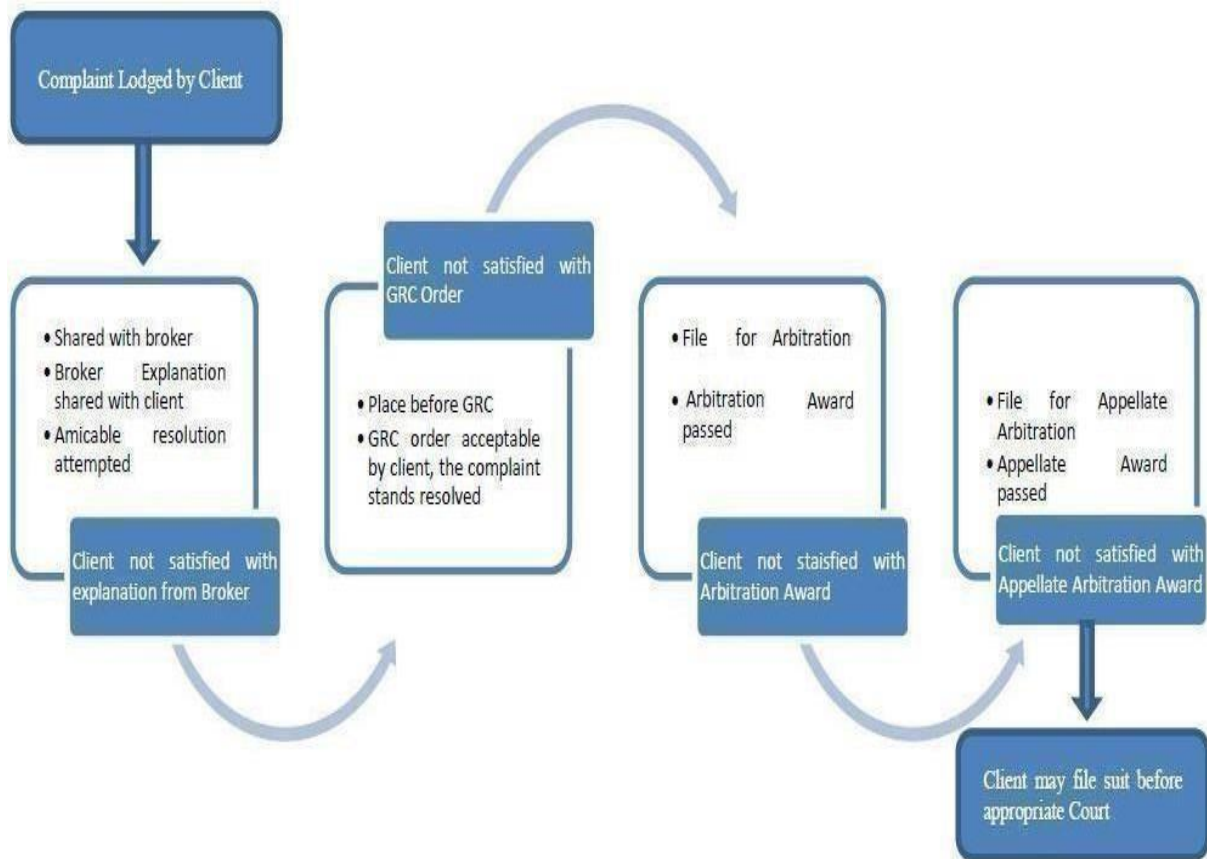 Complaint Lodged by Client
• Shared with broker
• Broker Explanation
shared with client
• Amicable resolution
attempted
Client not satisfied with
explanation from Broker
Client not satisfied with
GRC Order
• Place before GRC
• GRC order acceptable
by client, the complaint
stands resolved
• File for Arbitration
• Arbitration Award
passed
Client not staisfied with
Arbitration Award
• File for Appellate
Arbitration
• Appellate Award
passed
Client not satisfied with
Appellate Arbitration Award
Client may file suit before
appropriate Court